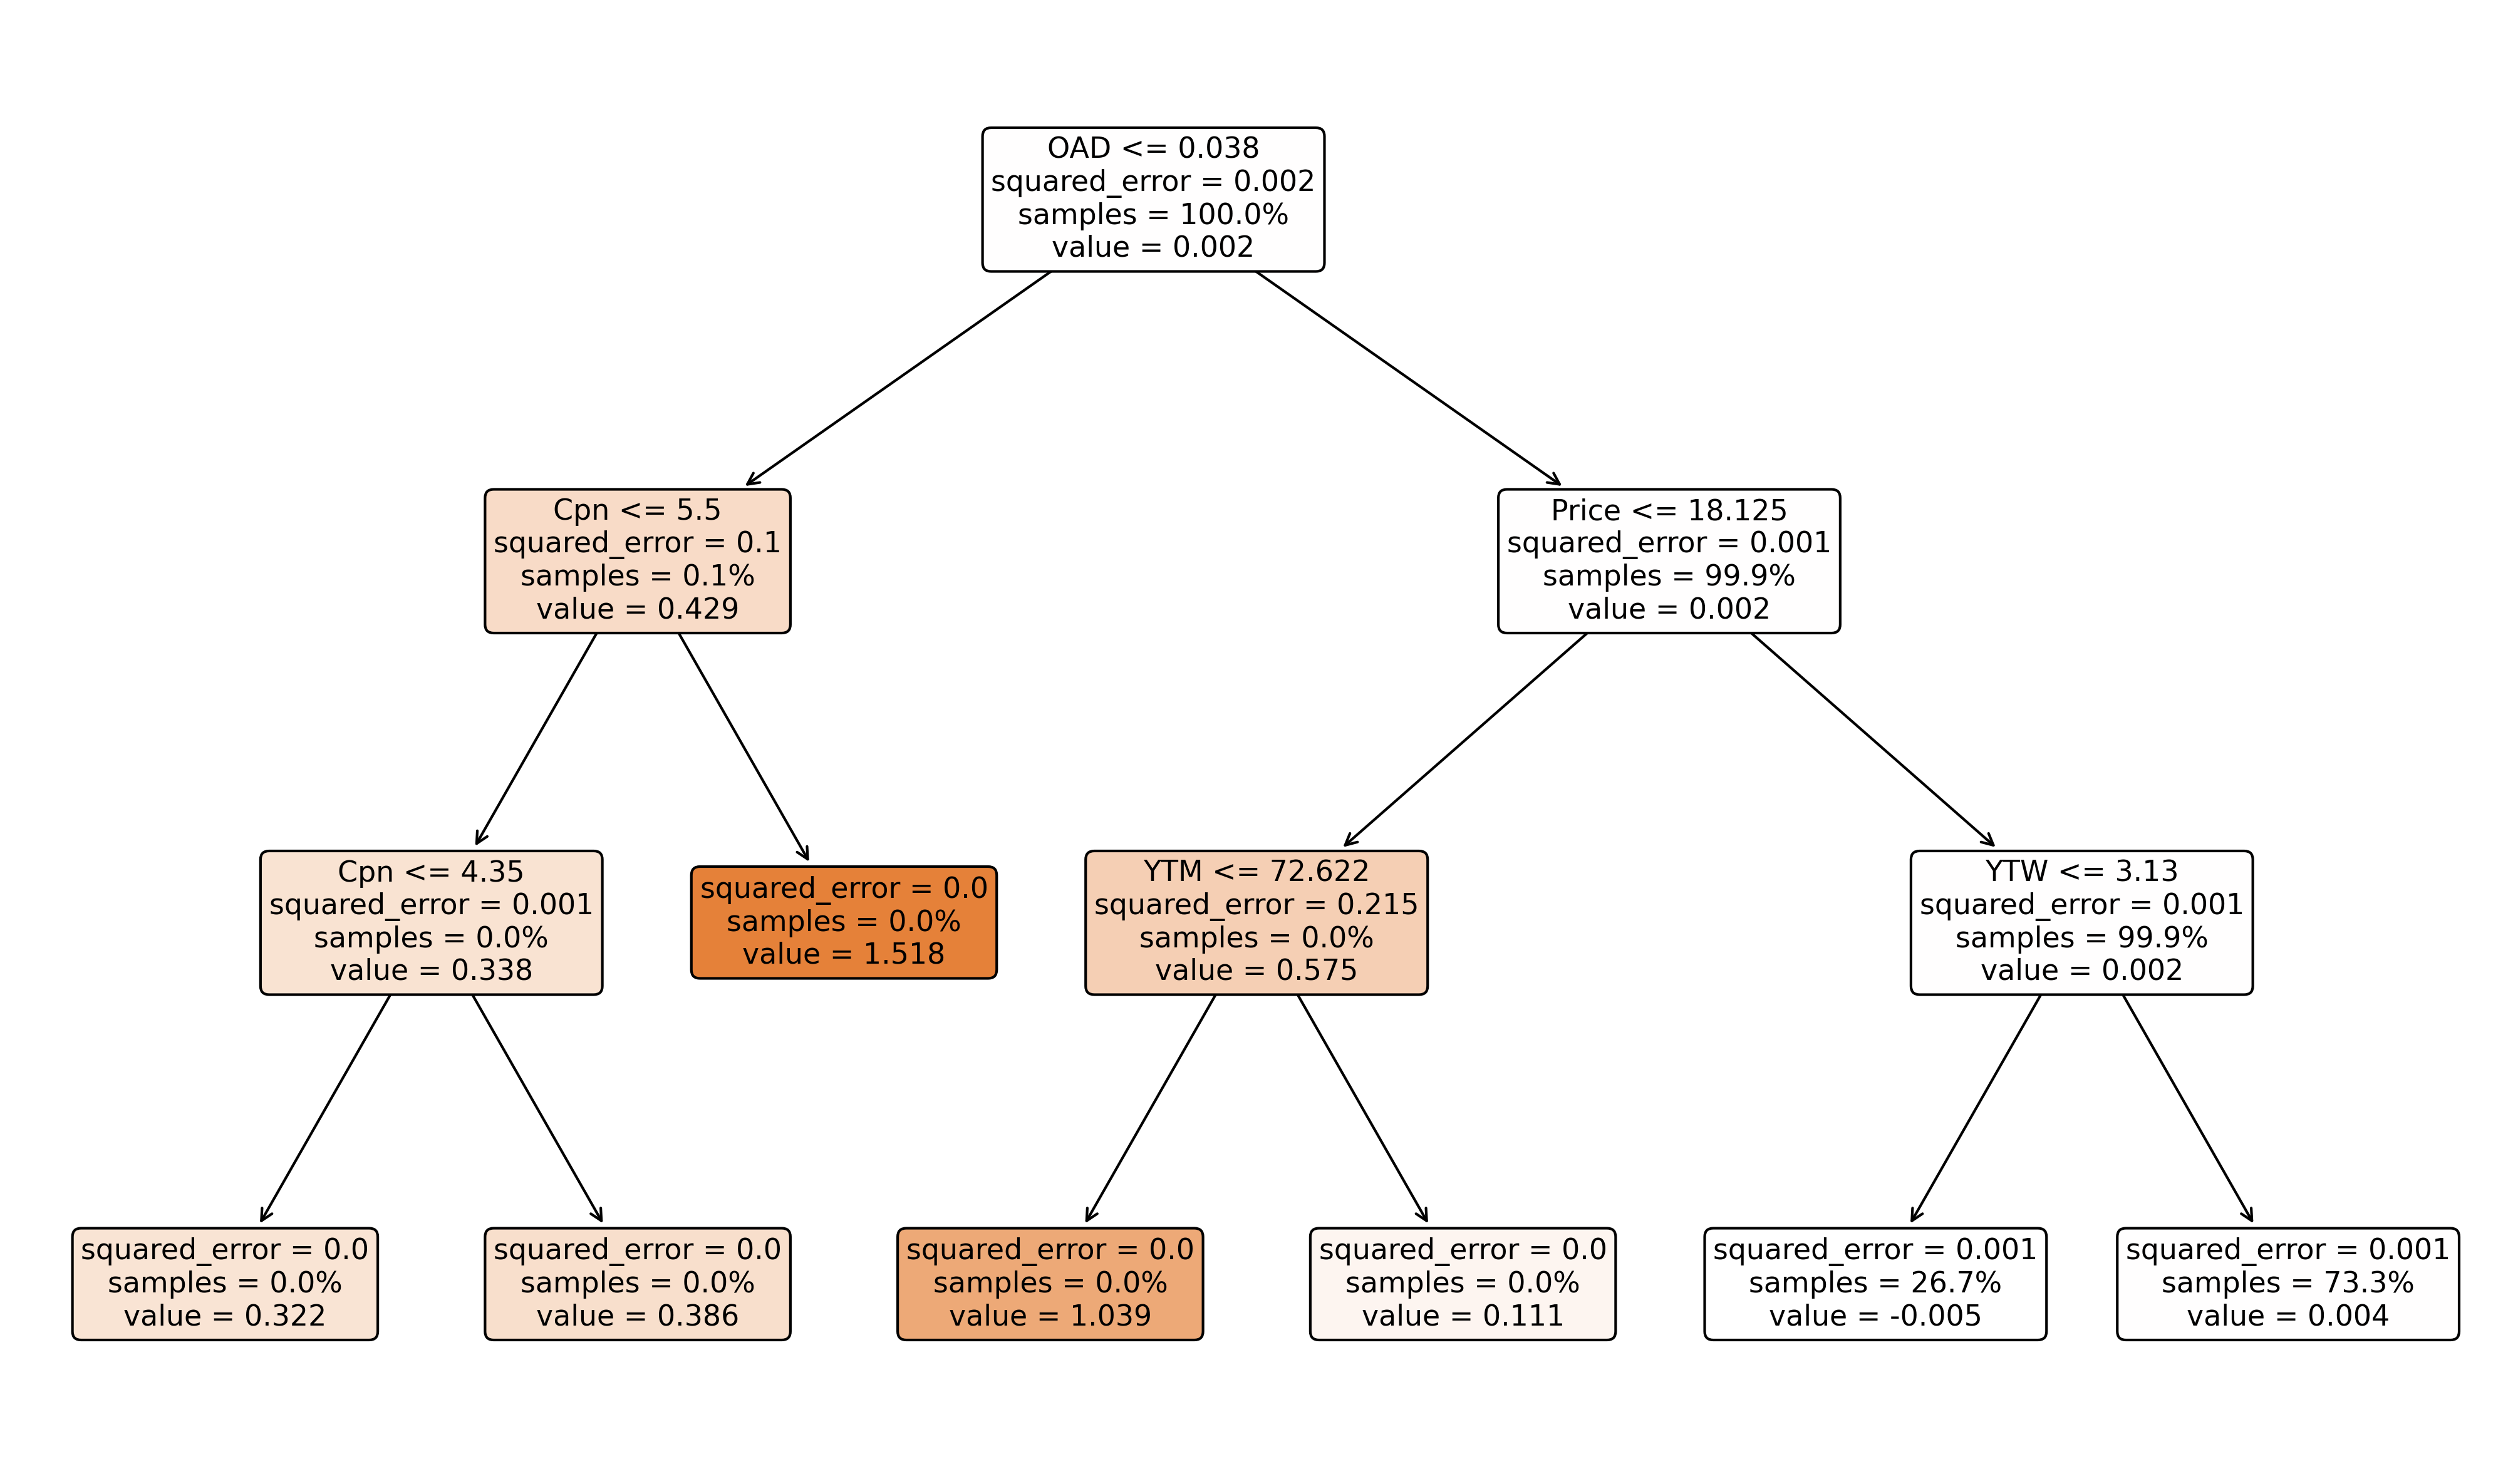 OAD <= 0.038
squared_error = 0.002
samples = 100.0%
value = 0.002
Cpn <= 5.5
squared_error = 0.1
samples = 0.1%
value = 0.429
Price <= 18.125
squared_error = 0.001
samples = 99.9%
value = 0.002
Cpn <= 4.35
squared_error = 0.001
samples = 0.0%
value = 0.338
squared_error = 0.0
samples = 0.0%
value = 1.518
YTM <= 72.622
squared_error = 0.215
samples = 0.0%
value = 0.575
YTW <= 3.13
squared_error = 0.001
samples = 99.9%
value = 0.002
squared_error = 0.0
samples = 0.0%
value = 0.322
squared_error = 0.0
samples = 0.0%
value = 0.386
squared_error = 0.0
samples = 0.0%
value = 1.039
squared_error = 0.0
samples = 0.0%
value = 0.111
squared_error = 0.001
samples = 26.7%
value = -0.005
squared_error = 0.001
samples = 73.3%
value = 0.004